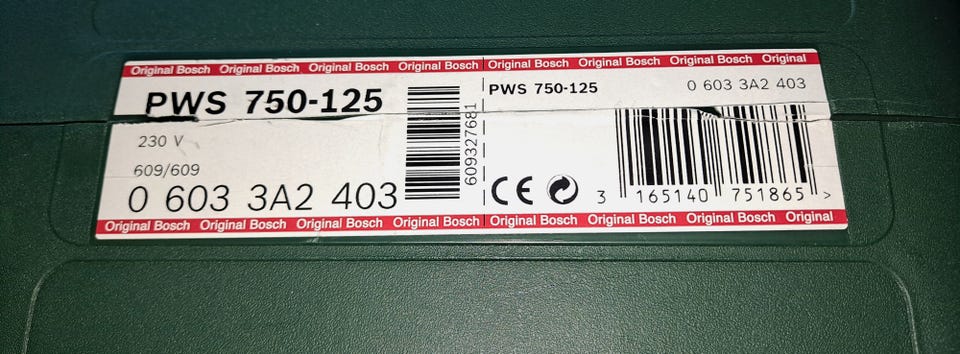 Original Bosch Original Bosch Original Bosch Original Bosch Original Bosch Original Bosch Original Bosch Original
PWS 750-125
230 V
609/609
0 603 3A2 403
609327681
PWS 750-125 0 603 3A2 403
CE
3 165140 751865 >
Original Bosch Original Bosch Original Bosch Original Bosch Original Bosch Original Bosch Original Bosch Original